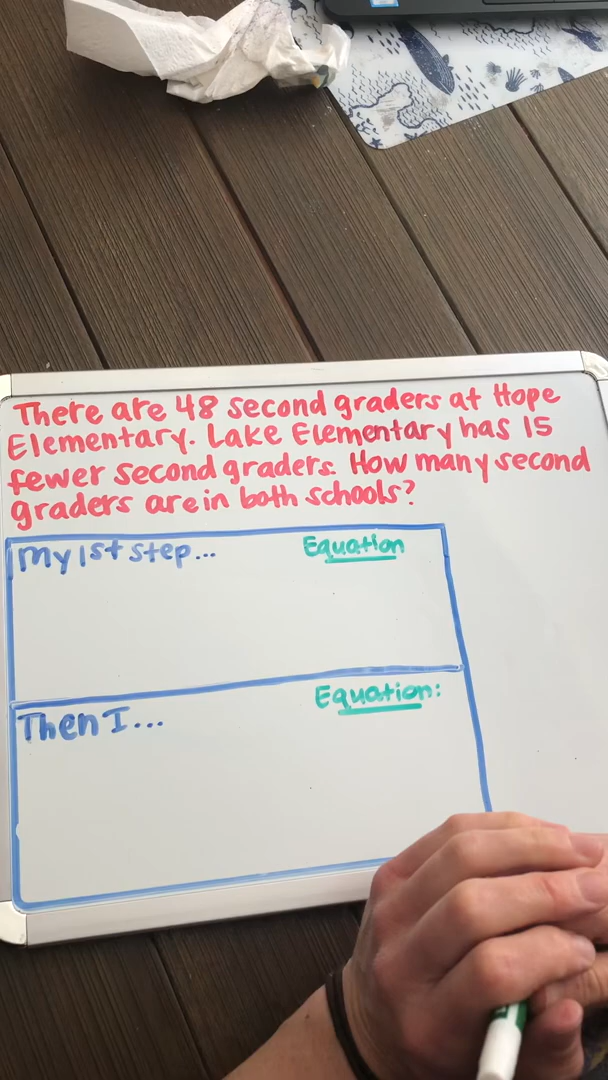 There are 48 second graders at Hope
Elementary. Lake Elementary has 15
fewer second graders. How many second
graders are in both schools?
My 1st step...
Equation
Then I...
Equation: